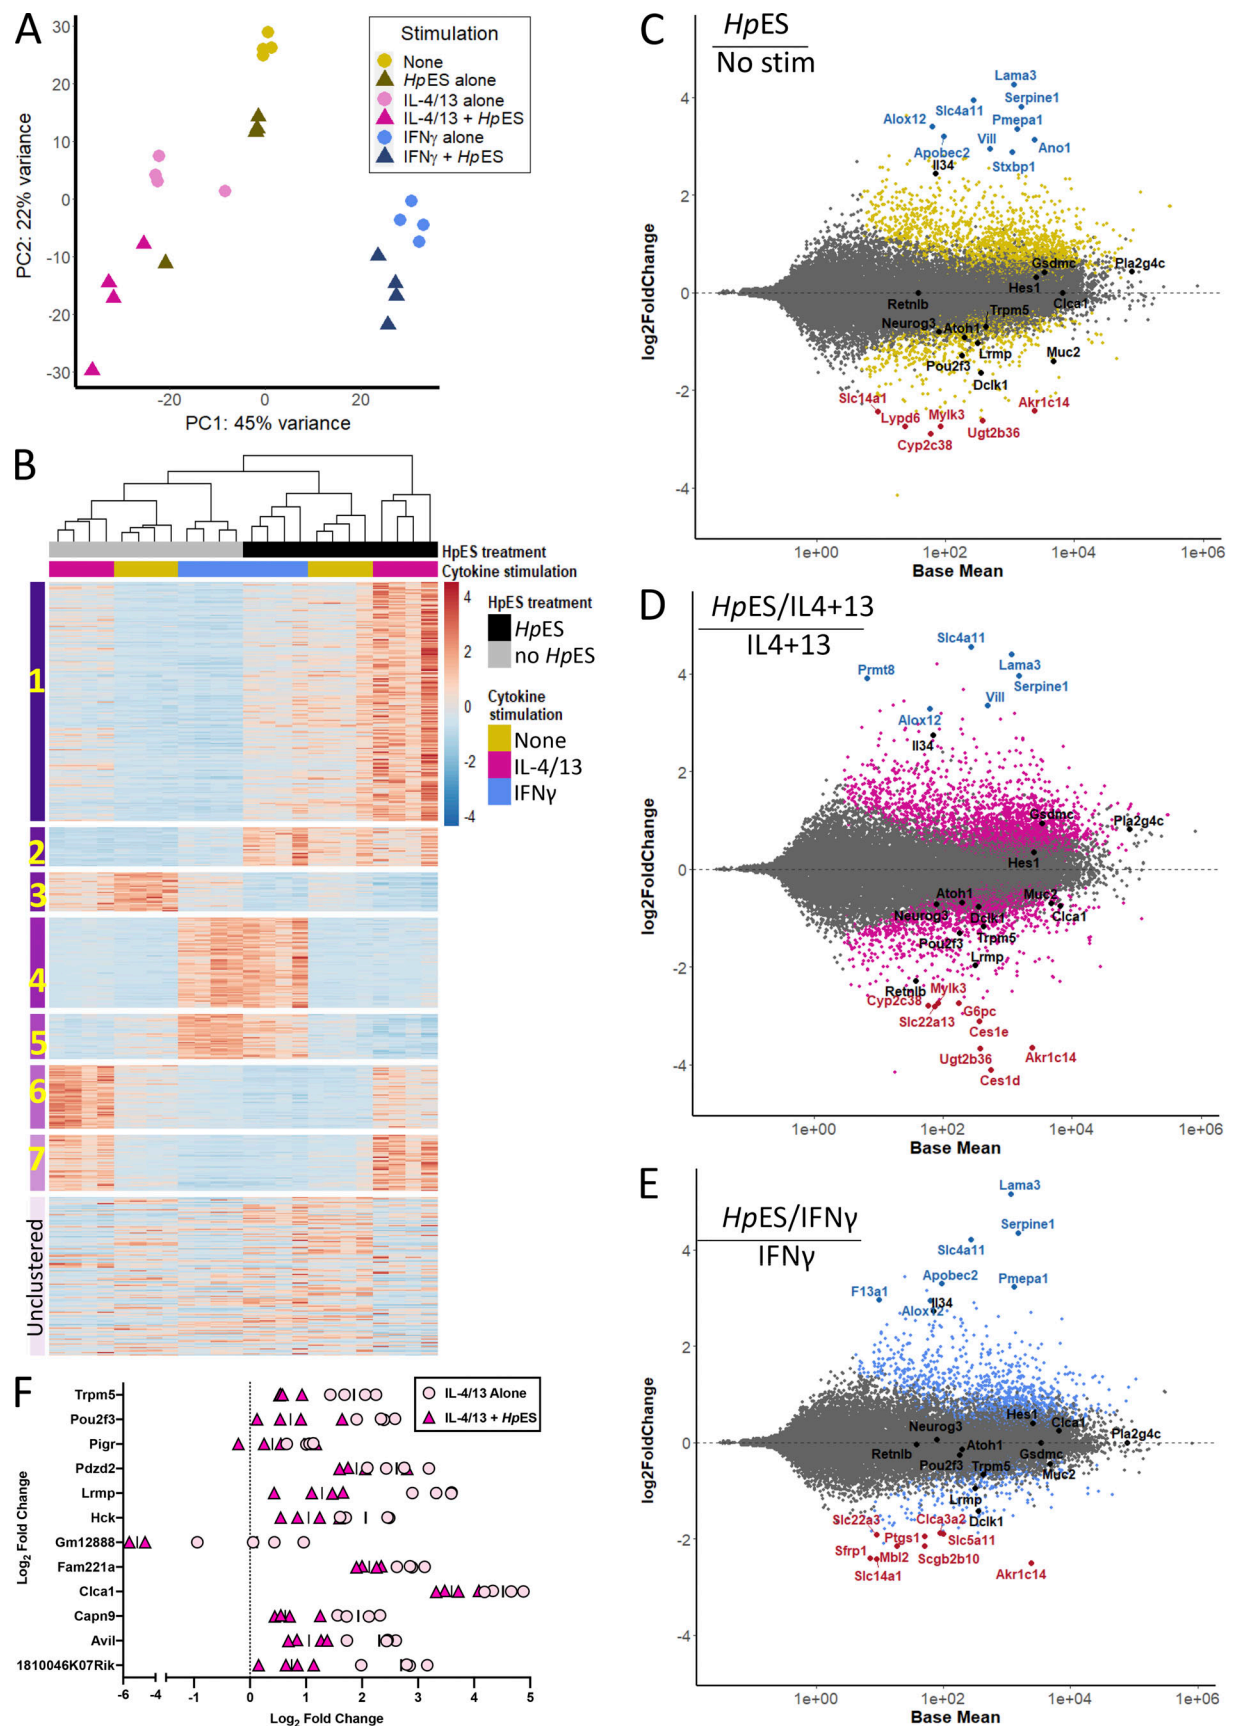 A
30
20
10
0
-10
-20
-30
PC2: 22% variance
-20
0
20
PC1: 45% variance
Stimulation
None
HpES alone
IL-4/13 alone
IL-4/13 + HpES
IFNγ alone
IFNγ + HpES
B
HpES treatment
Cytokine stimulation
1
2
3
4
5
6
7
Unclustered
4
2
0
-2
-4
HpES treatment
HpES
no HpES
Cytokine
stimulation
None
IL-4/13
IFNγ
C
HpES
No stim
4
2
0
-2
-4
log2FoldChange
Lama3
Slc4a11
Serpine1
Alox12
Pmepa1
Apobec2
Vill
Ano1
Il34
Stxbp1
Gsdmc
Pla2g4c
Hes1
Retnlb
Clca1
Trpm5
Neurog3
Atoh1
Lrmp
Muc2
Pou2f3
Dclk1
Slc14a1
Lypd6
Mylk3
Akr1c14
Cyp2c38
Ugt2b36
1e+00
1e+02
1e+04
1e+06
Base Mean
D
HpES/IL4+13
IL4+13
4
2
0
-2
-4
log2FoldChange
Slc4a11
Prmt8
Lama3
Serpine1
Vill
Alox12
Il34
Gsdmc
Pla2g4c
Hes1
Atoh1
Muc2
Neurog3
Dclk1
Clca1
Pou2f3
Trpm5
Lrmp
Retnlb
Mylk3
Cyp2c38
G6pc
Slc22a13
Ces1e
Ugt2b36
Akr1c14
Ces1d
1e+00
1e+02
1e+04
1e+06
Base Mean
E
HpES/IFNγ
IFNγ
4
2
0
-2
-4
log2FoldChange
Lama3
Serpine1
Slc4a11
Apobec2
Pmepa1
F13a1
Il34
Alox12
Hes1
Clca1
Neurog3
Pla2g4c
Retnlb
Atoh1
Gsdmc
Pou2f3
Trpm5
Muc2
Lrmp
Dclk1
Slc22a3
Clca3a2
Ptgs1
Slc5a11
Sfrp1
Mbl2
Scgb2b10
Slc14a1
Akr1c14
1e+00
1e+02
1e+04
1e+06
Base Mean
F
IL-4/13 Alone
IL-4/13 + HpES
Log2 Fold Change
Trpm5
Pou2f3
Pigr
Pdzd2
Lrmp
Hck
Gm12888
Fam221a
Clca1
Capn9
Avil
1810046K07Rik
-6
-4
-1
0
1
2
3
4
5
Log2 Fold Change